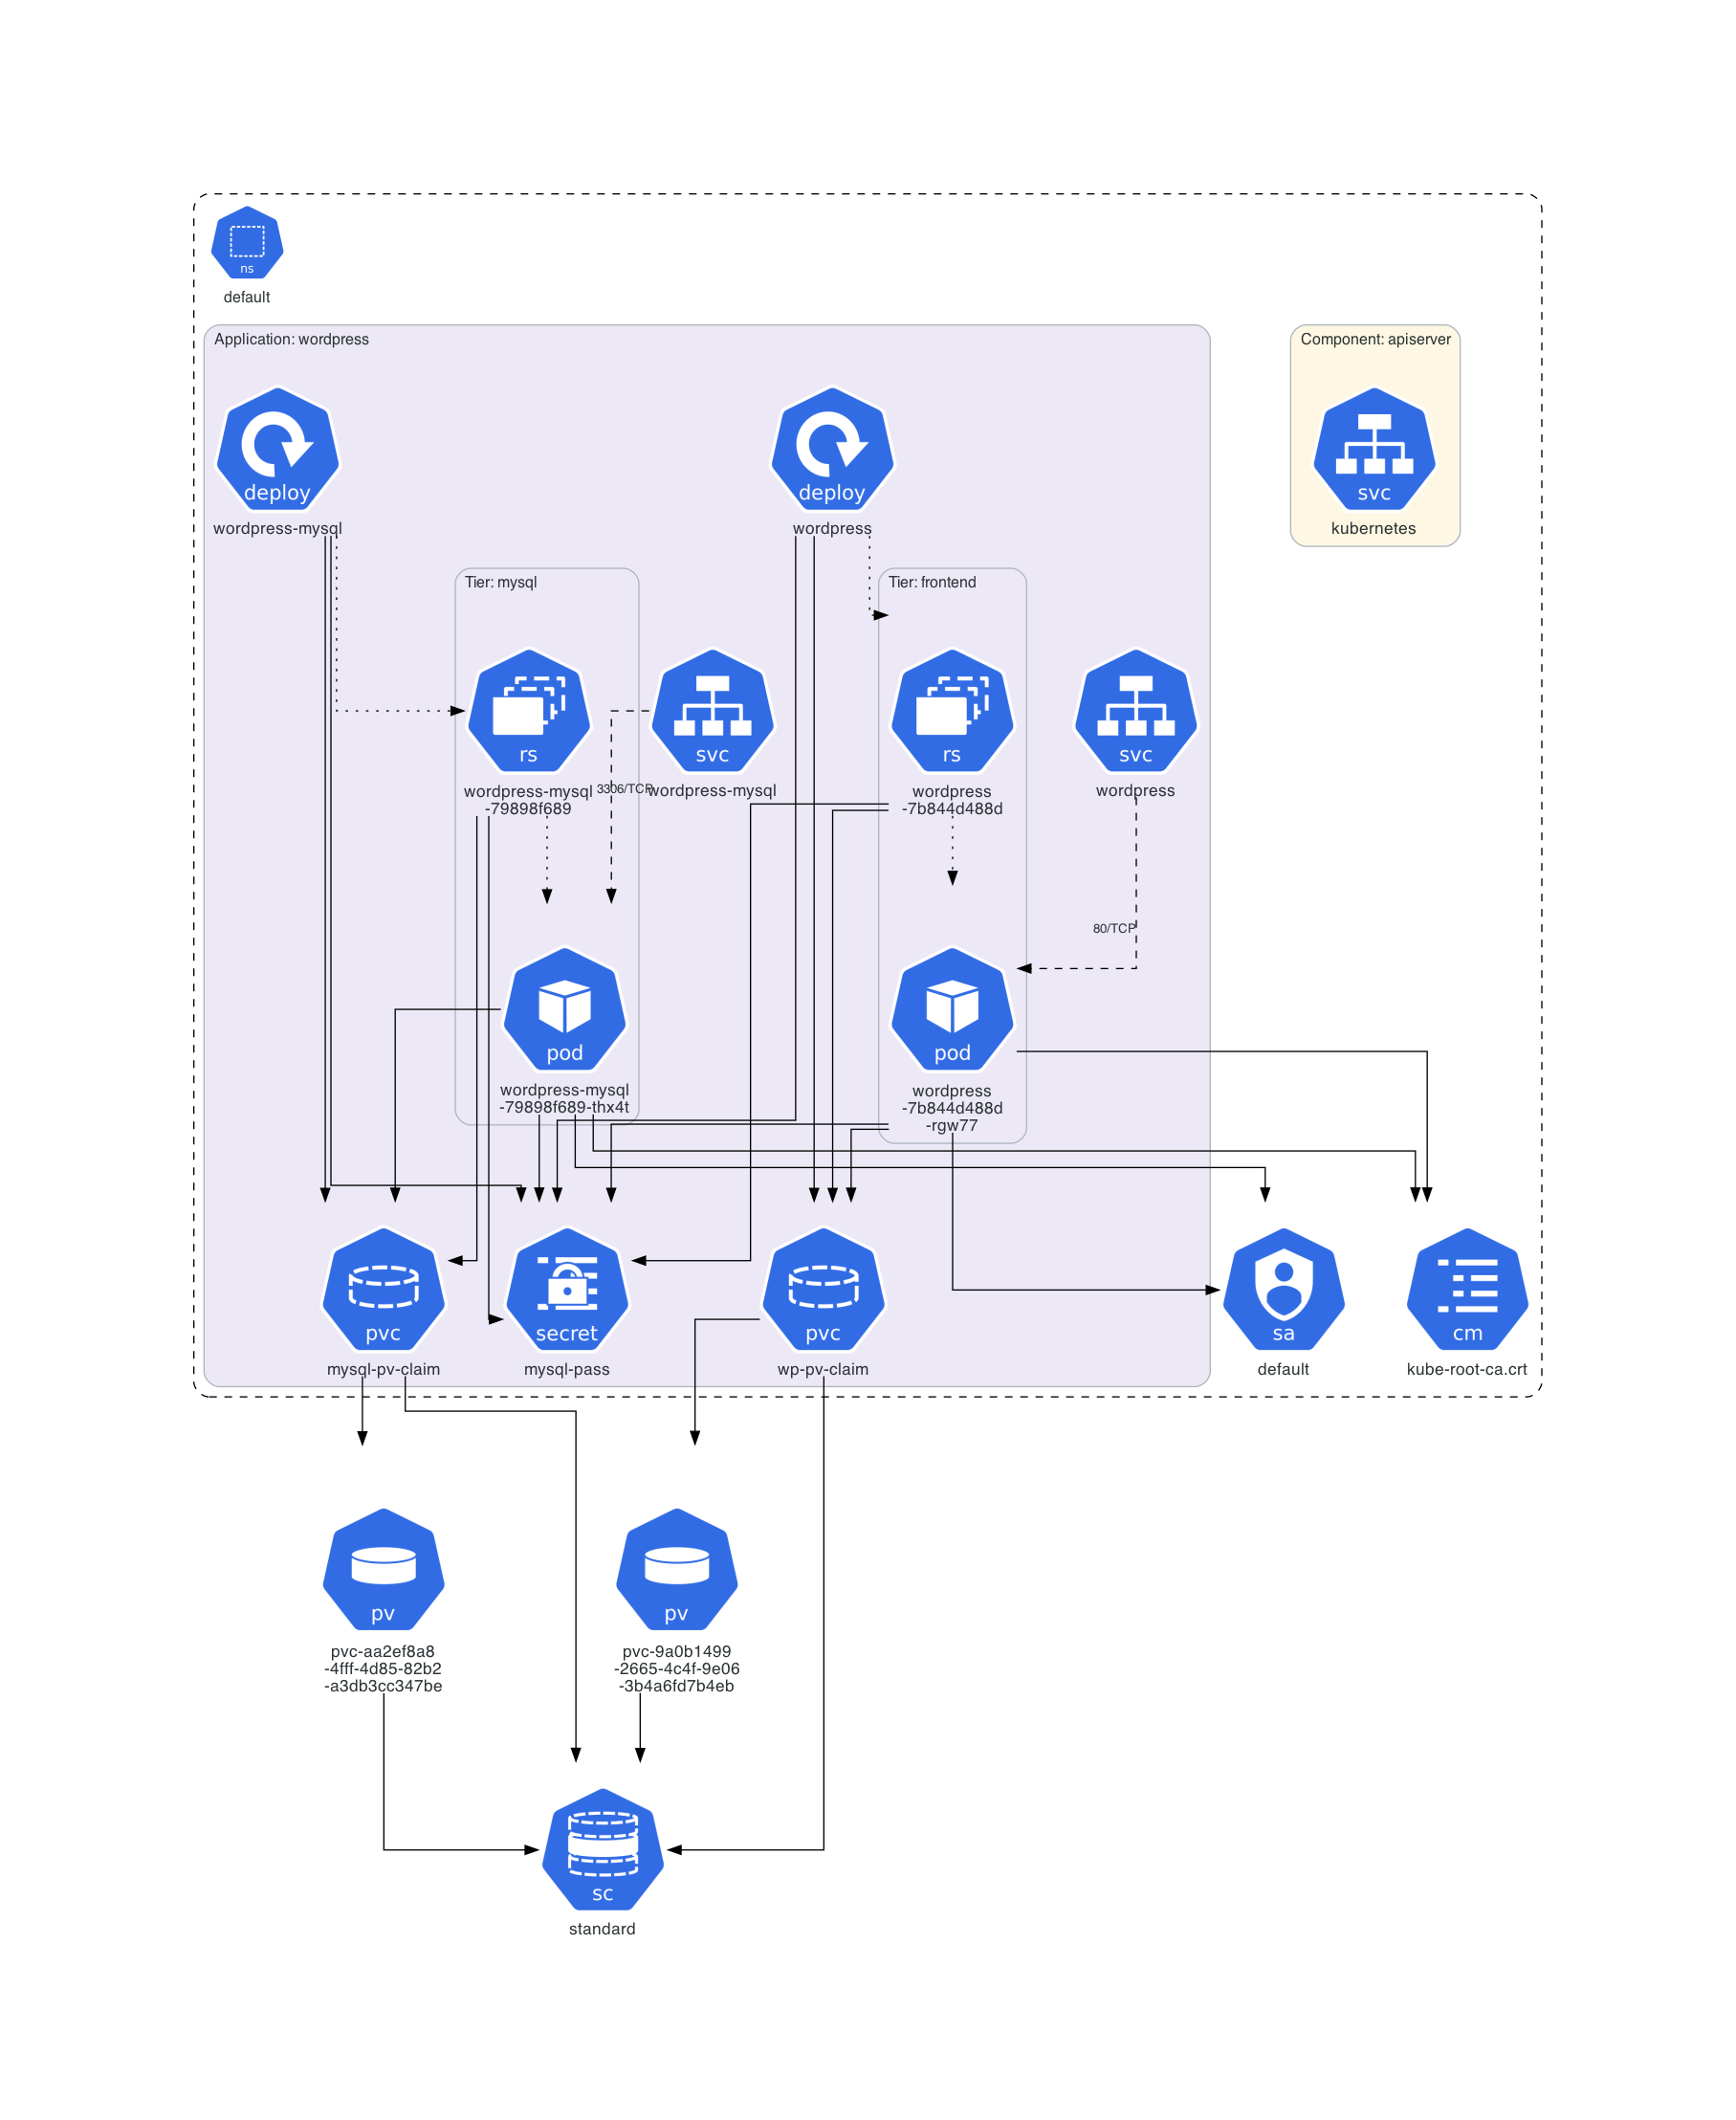 ns
default
Application: wordpress
Component: apiserver
deploy
wordpress-mysql
deploy
wordpress
svc
kubernetes
Tier: mysql
Tier: frontend
rs
wordpress-mysql
-79898f689
3306/TCP
svc
wordpress-mysql
rs
wordpress
-7b844d488d
svc
wordpress
80/TCP
pod
wordpress-mysql
-79898f689-thx4t
pod
wordpress
-7b844d488d
-rgw77
pvc
mysql-pv-claim
secret
mysql-pass
pvc
wp-pv-claim
sa
default
cm
kube-root-ca.crt
pv
pvc-aa2ef8a8
-4fff-4d85-82b2
-a3db3cc347be
pv
pvc-9a0b1499
-2665-4c4f-9e06
-3b4a6fd7b4eb
sc
standard